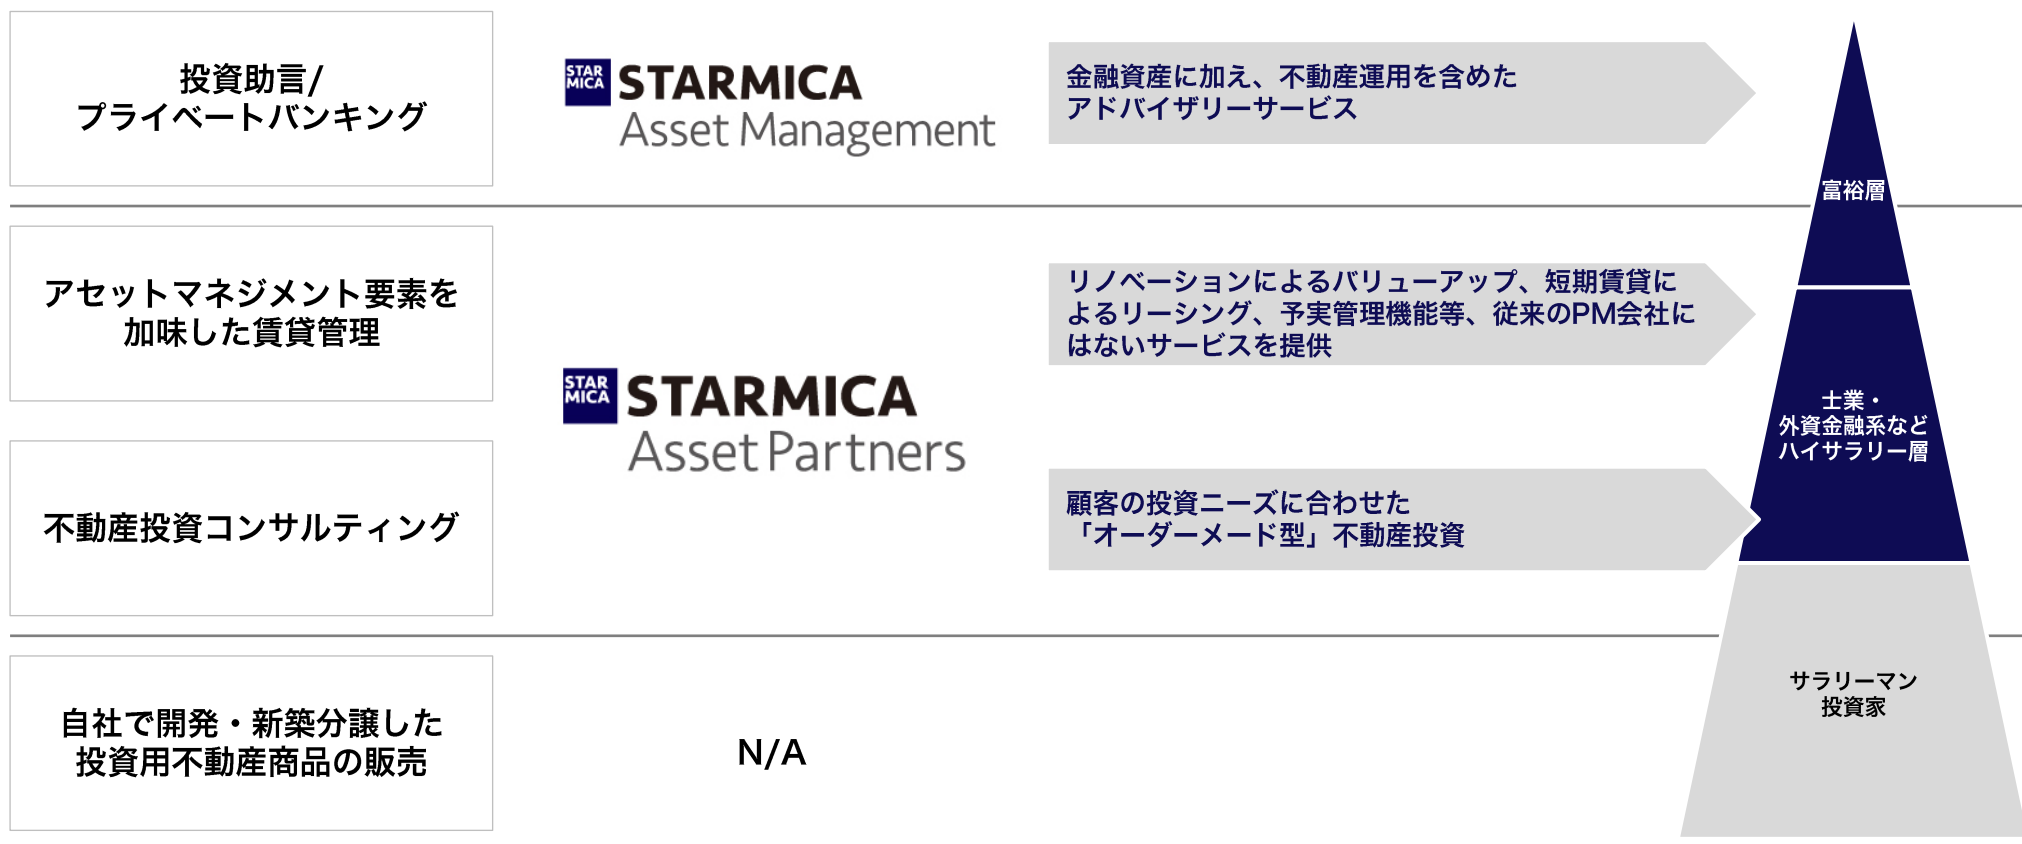 投資助言/
プライベートバンキング
STAR
MICA
STARMICA
Asset Management
金融資産に加え、不動産運用を含めた
アドバイザリーサービス
富裕層
アセットマネジメント要素を
加味した賃貸管理
リノベーションによるバリューアップ、短期賃貸に
よるリーシング、予実管理機能等、従来のPM会社に
はないサービスを提供
STAR
MICA
STARMICA
Asset Partners
士業・
外資金融系など
ハイサラリー層
不動産投資コンサルティング
顧客の投資ニーズに合わせた
「オーダーメード型」不動産投資
自社で開発・新築分譲した
投資用不動産商品の販売
N/A
サラリーマン
投資家